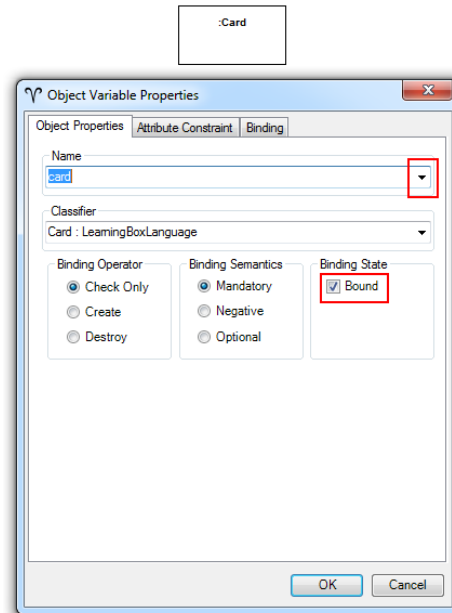 :Card
Object Variable Properties
Object Properties Attribute Constraint Binding
Name
card
Classifier
Card : LearningBoxLanguage
Binding Operator Binding Semantics Binding State
Check Only Mandatory Bound
Create Negative
Destroy Optional
OK Cancel